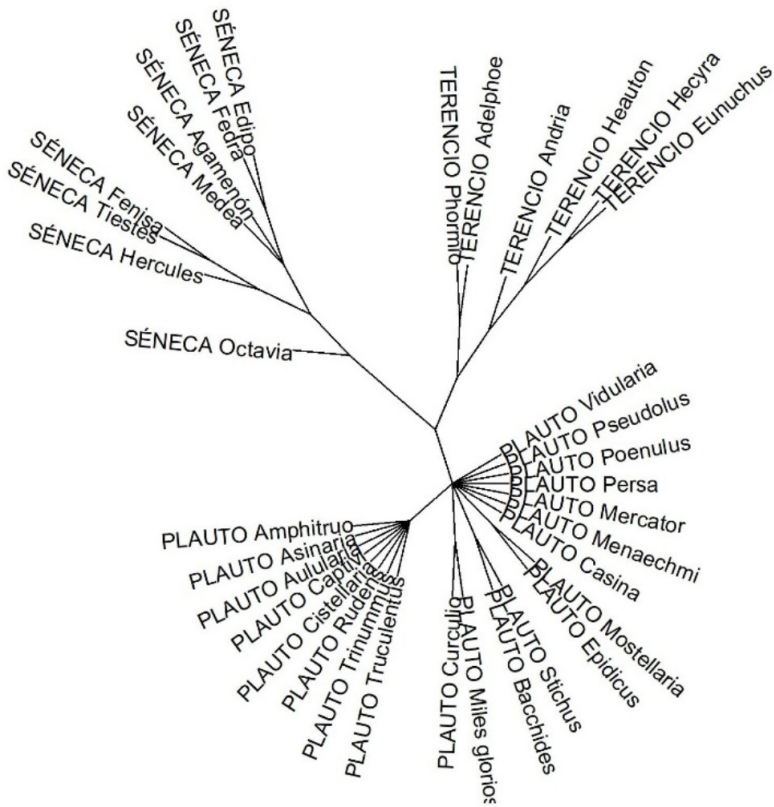 SÉNECA Edipo
SÉNECA Fedra
SÉNECA Agamenón
SÉNECA Medea
SÉNECA Fenisa
SÉNECA Tiestes
SÉNECA Hercules
SÉNECA Octavia
TERENCIO Phormio
TERENCIO Adelphoe
TERENCIO Andria
TERENCIO Heauton
TERENCIO Hecyra
TERENCIO Eunuchus
PLAUTO Vidularia
PLAUTO Pseudolus
PLAUTO Poenulus
PLAUTO Persa
PLAUTO Mercator
PLAUTO Menaechmi
PLAUTO Casina
PLAUTO Mostellaria
PLAUTO Epidicus
PLAUTO Stichus
PLAUTO Bacchides
PLAUTO Miles glorios
PLAUTO Curculio
PLAUTO Amphitruo
PLAUTO Asinaria
PLAUTO Aulularia
PLAUTO Captivi
PLAUTO Cistellaria
PLAUTO Rudens
PLAUTO Trinummus
PLAUTO Truculentus